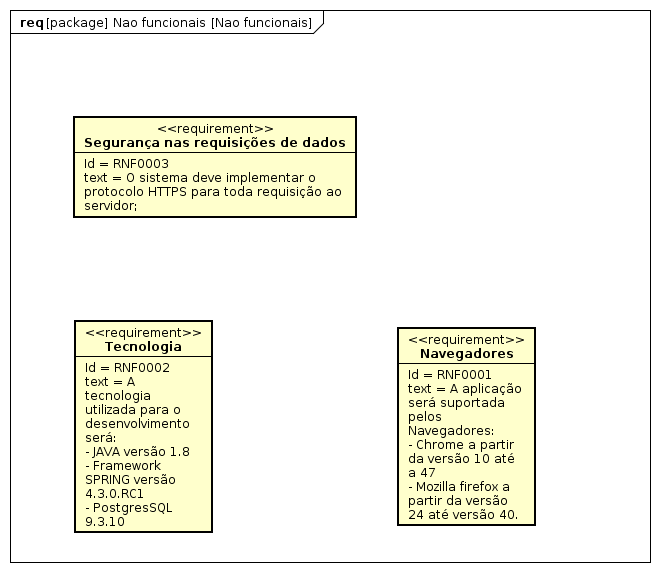 req [package] Nao funcionais [Nao funcionais]
<<requirement>>
Segurança nas requisições de dados
Id = RNF0003
text = O sistema deve implementar o
protocolo HTTPS para toda requisição ao
servidor;
<<requirement>>
Tecnologia
Id = RNF0002
text = A
tecnologia
utilizada para o
desenvolvimento
será:
- JAVA versão 1.8
- Framework
SPRING versão
4.3.0.RC1
- PostgresSQL
9.3.10
<<requirement>>
Navegadores
Id = RNF0001
text = A aplicação
será suportada
pelos
Navegadores:
- Chrome a partir
da versão 10 até
a 47
- Mozilla firefox a
partir da versão
24 até versão 40.